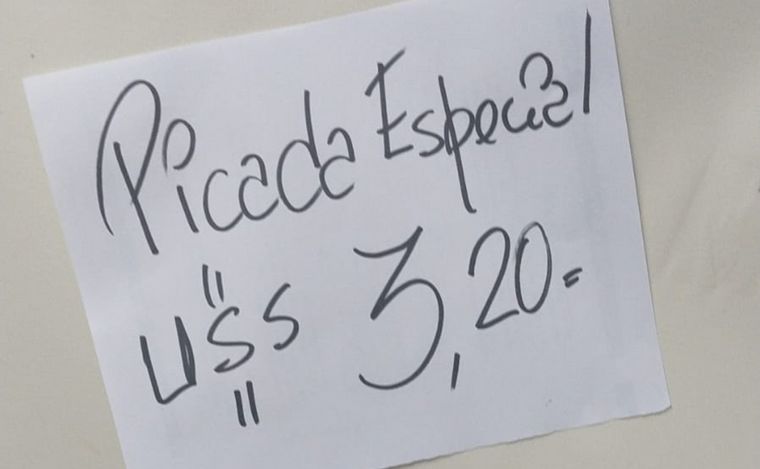 Picada Especial
U$S 3,20=